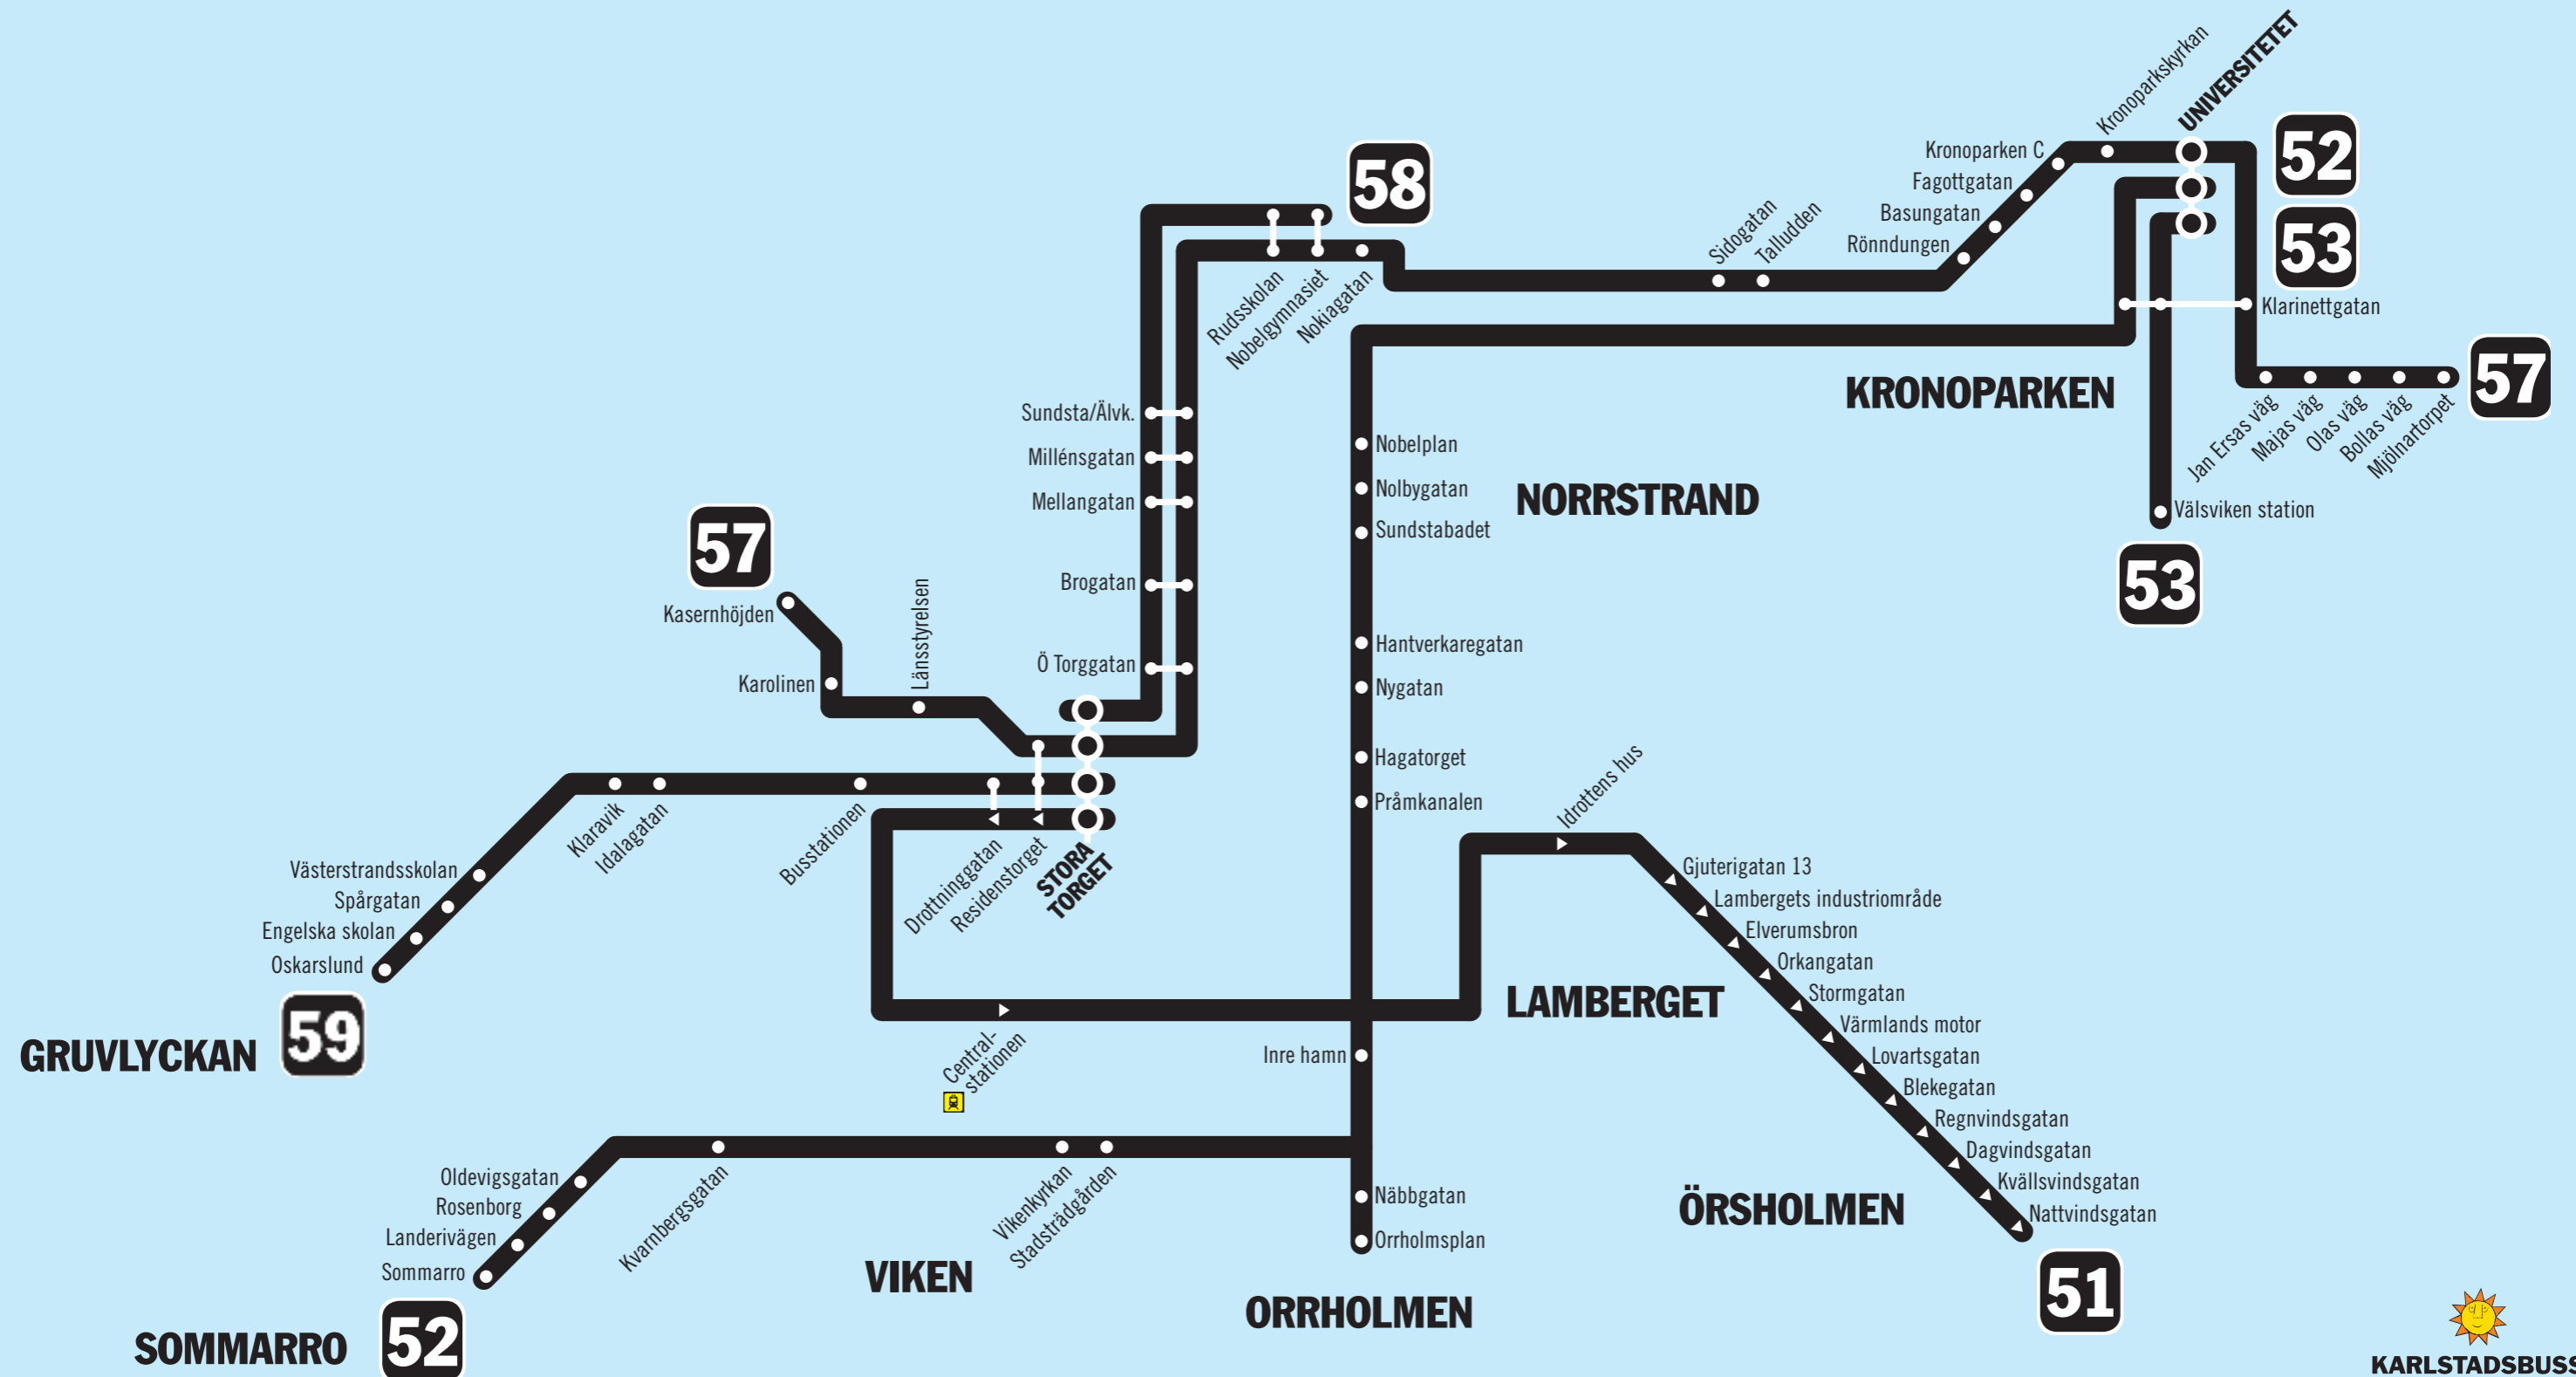 UNIVERSITETET
Kronoparkskyrkan
52
Kronoparken C
58
Fagottgatan
Basungatan
Sidogatan
Talludden
Rönndungen
53
Klarinettgatan
Rudsskolan
Nobelgymnasiet
Nokiagatan
57
KRONOPARKEN
Jan Ersas väg
Majas väg
Olas väg
Bollas väg
Mjölnartorpet
Sundsta/Älvk.
Millénsgatan
Mellangatan
Brogatan
Ö Torggatan
Nobelplan
Nolbygatan
Sundstabadet
NORRSTRAND
Välsviken station
53
57
Kasernhöjden
Karolinen
Länsstyrelsen
Hantverkaregatan
Nygatan
Hagatorget
Pråmkanalen
Klaravik
Idalagatan
Busstationen
Drottninggatan
Residenstorget
STORA
TORGET
Västerstrandsskolan
Spårgatan
Engelska skolan
Oskarslund
59
GRUVLYCKAN
Idrottens hus
Gjuterigatan 13
Lambergets industriområde
Elverumsbron
Orkangatan
Stormgatan
Värmlands motor
Lovartsgatan
Blekegatan
Regnvindsgatan
Dagvindsgatan
Kvällsvindsgatan
Nattvindsgatan
LAMBERGET
Central-
stationen
Inre hamn
Oldevigsgatan
Rosenborg
Landerivägen
Sommarro
Kvarnbergsgatan
Vikenkyrkan
Stadsträdgården
Näbbgatan
Orrholmsplan
ÖRSHOLMEN
VIKEN
ORRHOLMEN
51
SOMMARRO
52
KARLSTADSBUSS